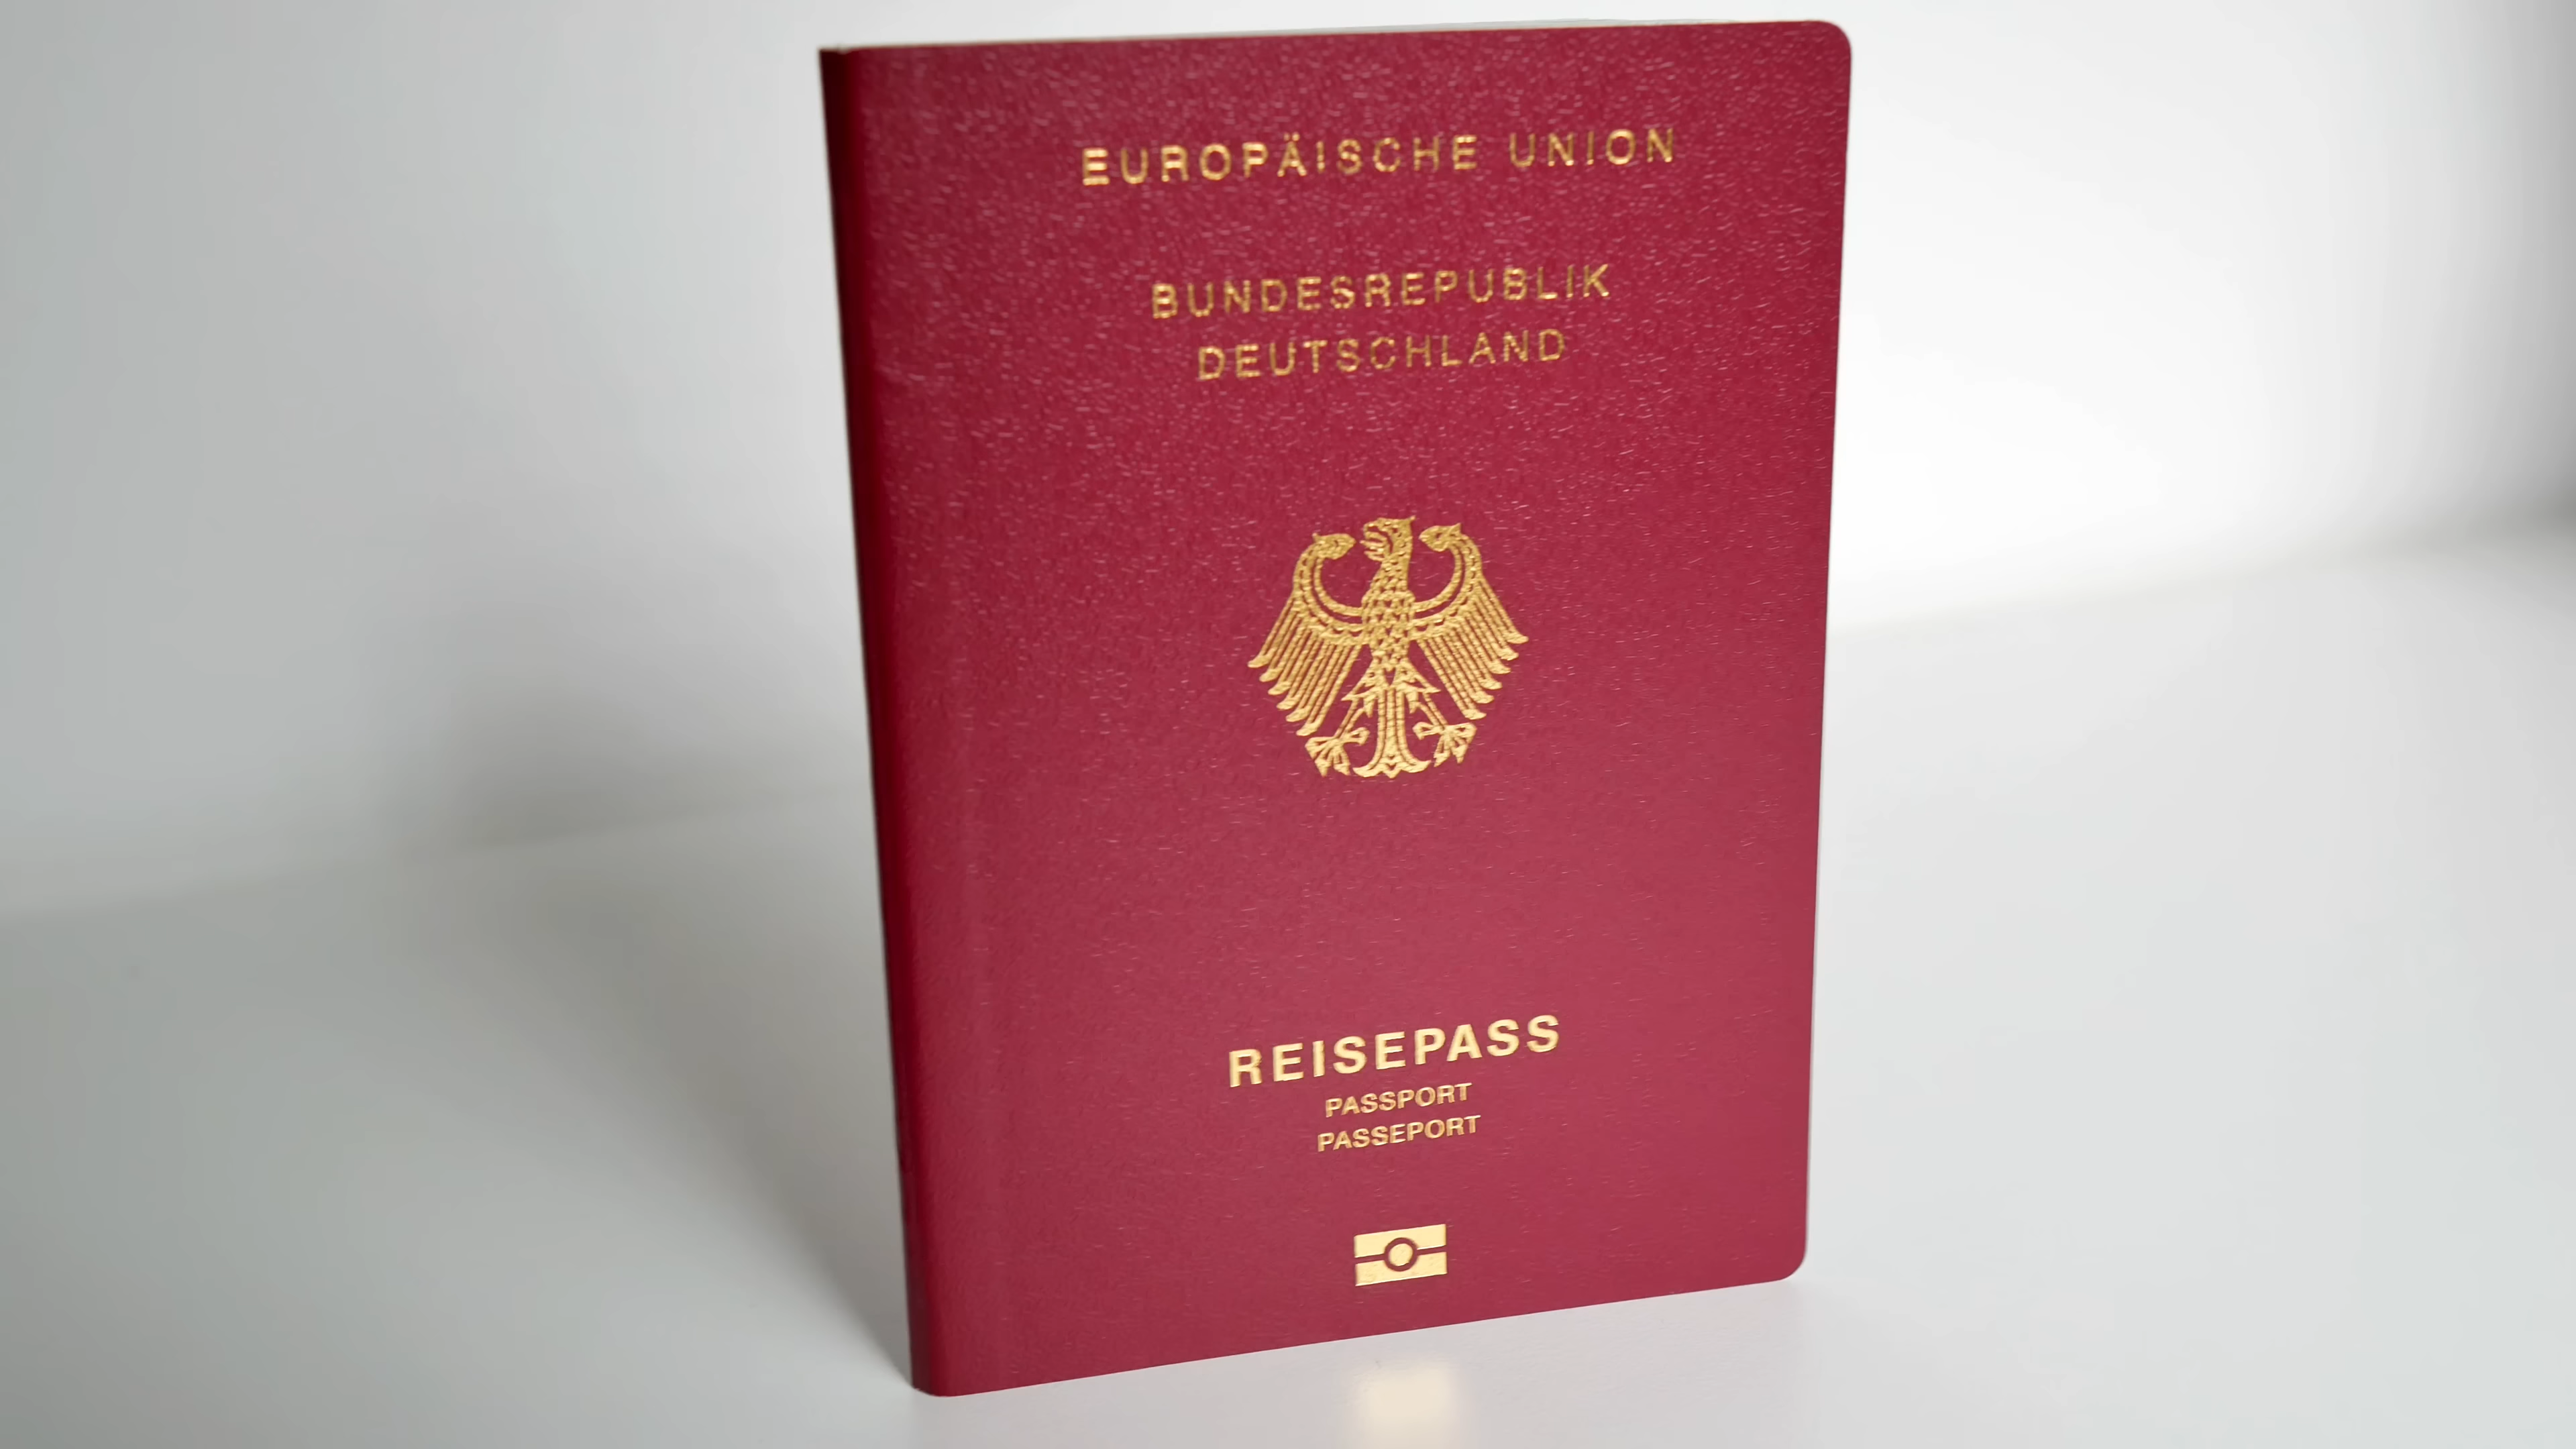 EUROPÄISCHE UNION
BUNDESREPUBLIK
DEUTSCHLAND
REISEPASS
PASSPORT
PASSEPORT